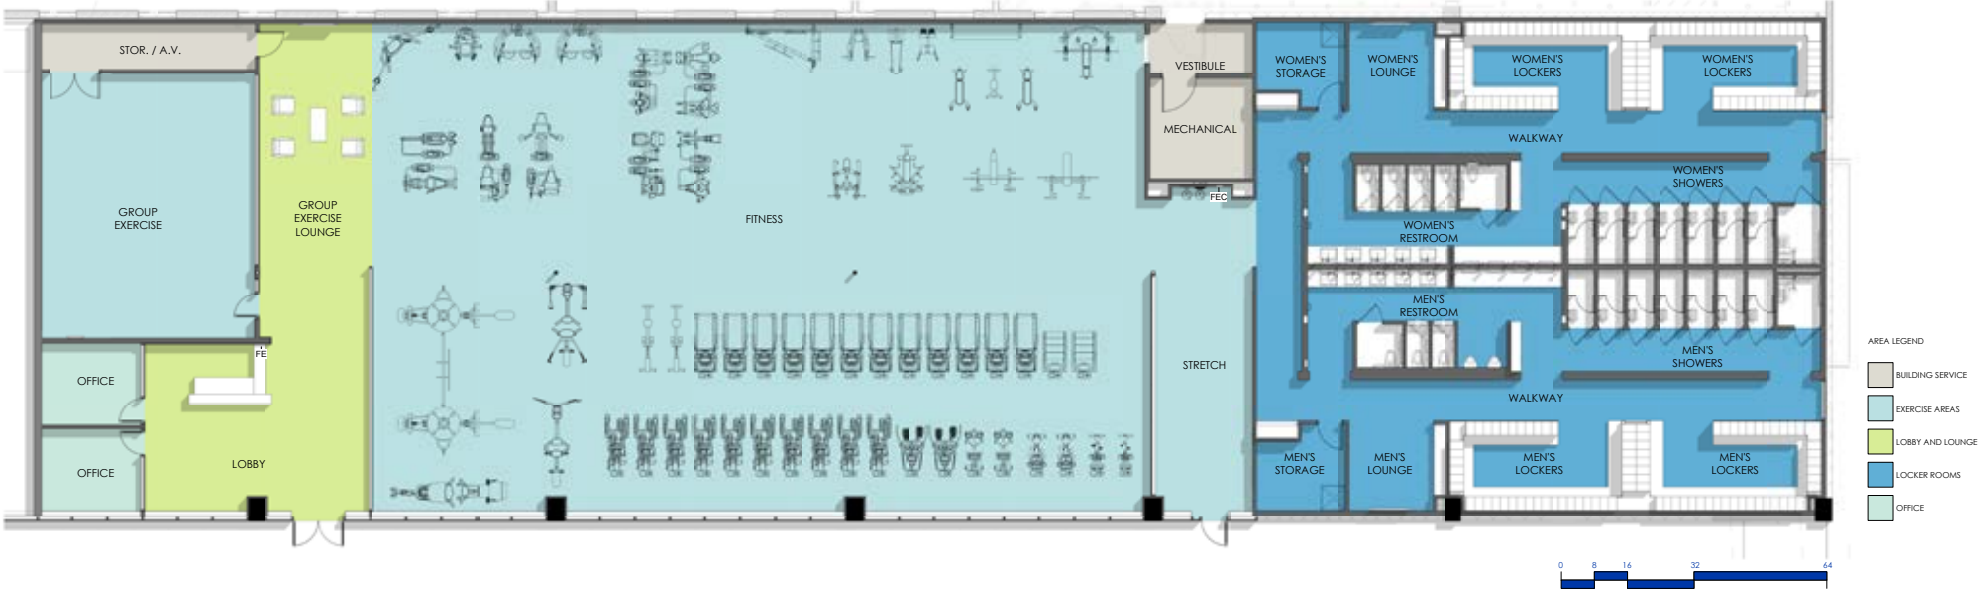 STOR. / A.V.
GROUP
EXERCISE
GROUP
EXERCISE
LOUNGE
FE
OFFICE
OFFICE
LOBBY
FITNESS
STRETCH
VESTIBULE
MECHANICAL
FEC
WOMEN'S
STORAGE
WOMEN'S
LOUNGE
WOMEN'S
LOCKERS
WOMEN'S
LOCKERS
WALKWAY
WOMEN'S
SHOWERS
WOMEN'S
RESTROOM
MEN'S
RESTROOM
MEN'S
SHOWERS
WALKWAY
MEN'S
STORAGE
MEN'S
LOUNGE
MEN'S
LOCKERS
MEN'S
LOCKERS
AREA LEGEND
BUILDING SERVICE
EXERCISE AREAS
LOBBY AND LOUNGE
LOCKER ROOMS
OFFICE
0 8 16 32 64